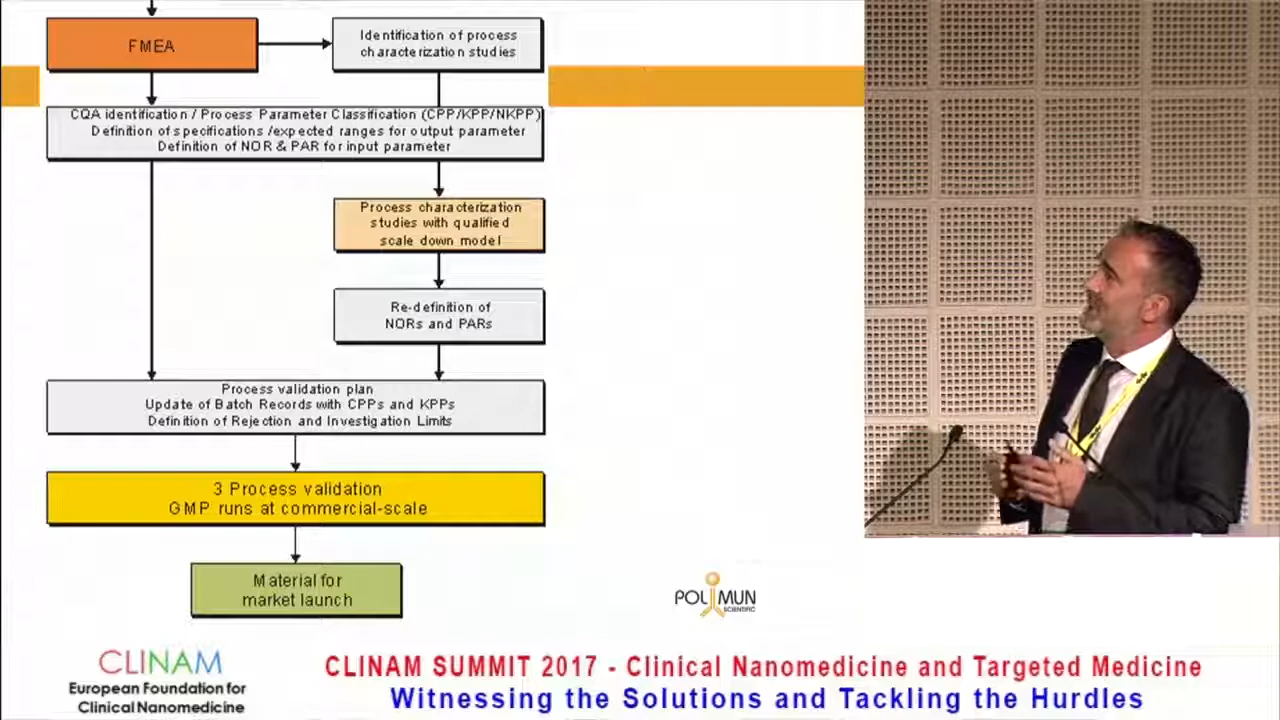 FMEA
Identification of process
characterization studies
CQA identification / Process Parameter Classification (CPP/KPP/NKPP)
Definition of specifications /expected ranges for output parameter
Definition of NOR & PAR for input parameter
Process characterization
studies with qualified
scale down model
Re-definition of
NORs and PARs
Process validation plan
Update of Batch Records with CPPs and KPPs
Definition of Rejection and Investigation Limits
3 Process validation
GMP runs at commercial-scale
Material for
market launch
POLYMUN
SCIENTIFIC
CLINAM
European Foundation for
Clinical Nanomedicine
CLINAM SUMMIT 2017 - Clinical Nanomedicine and Targeted Medicine
Witnessing the Solutions and Tackling the Hurdles